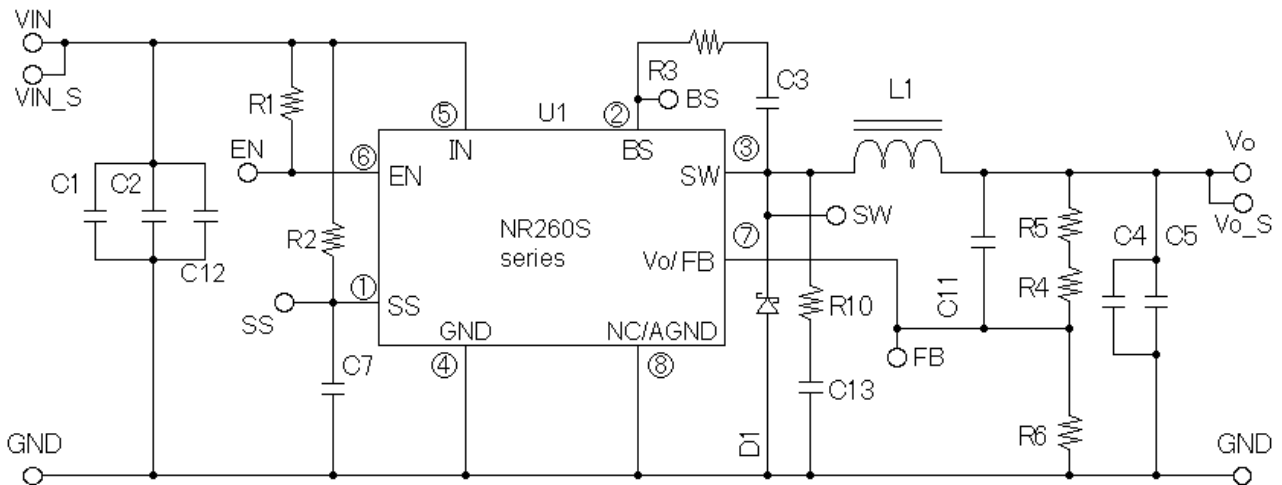 VIN
VIN_S
R1
EN
⑥
C1
C2
C12
R2
①
SS
C7
GND
⑤
U1
②
IN
BS
EN
SW
NR260S
series
Vo/FB
SS
GND
NC/AGND
④
⑧
R3
BS
C3
③
SW
⑦
L1
R10
C13
D1
C11
FB
R5
R4
R6
C4
C5
Vo
Vo_S
GND